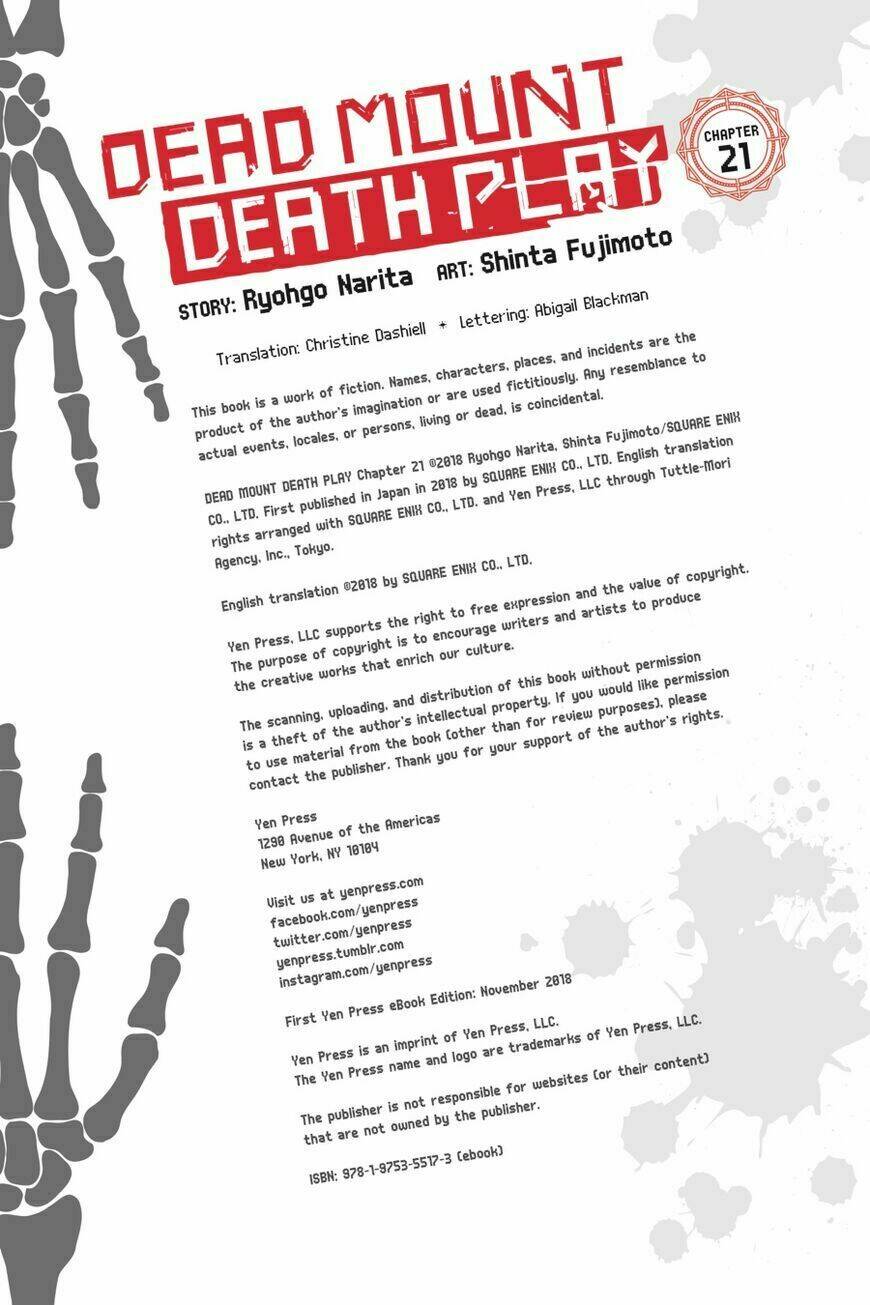 DEAD MOUNT
DEATH PLAY
CHAPTER
21
STORY: Ryohgo Narita ART: Shinta Fujimoto
Translation: Christine Dashiell + Lettering: Abigail Blackman
This book is a work of fiction. Names, characters, places, and incidents are the
product of the author's imagination or are used fictitiously. Any resemblance to
actual events, locales, or persons, living or dead, is coincidental.
DEAD MOUNT DEATH PLAY Chapter 21 ©2018 Ryohgo Narita, Shinta Fujimoto/SQUARE ENIX
CO., LTD. First published in Japan in 2018 by SQUARE ENIX CO., LTD. English translation
rights arranged with SQUARE ENIX CO., LTD. and Yen Press, LLC through Tuttle-Mori
Agency, Inc., Tokyo.
English translation ©2018 by SQUARE ENIX CO., LTD.
Yen Press, LLC supports the right to free expression and the value of copyright.
The purpose of copyright is to encourage writers and artists to produce
the creative works that enrich our culture.
The scanning, uploading, and distribution of this book without permission
is a theft of the author's intellectual property. If you would like permission
to use material from the book (other than for review purposes), please
contact the publisher. Thank you for your support of the author's rights.
Yen Press
1290 Avenue of the Americas
New York, NY 10104
Visit us at yenpress.com
facebook.com/yenpress
twitter.com/yenpress
yenpress.tumblr.com
instagram.com/yenpress
First Yen Press eBook Edition: November 2018
Yen Press is an imprint of Yen Press, LLC.
The Yen Press name and logo are trademarks of Yen Press, LLC.
The publisher is not responsible for websites (or their content)
that are not owned by the publisher.
ISBN: 978-1-9753-5517-3 (ebook)